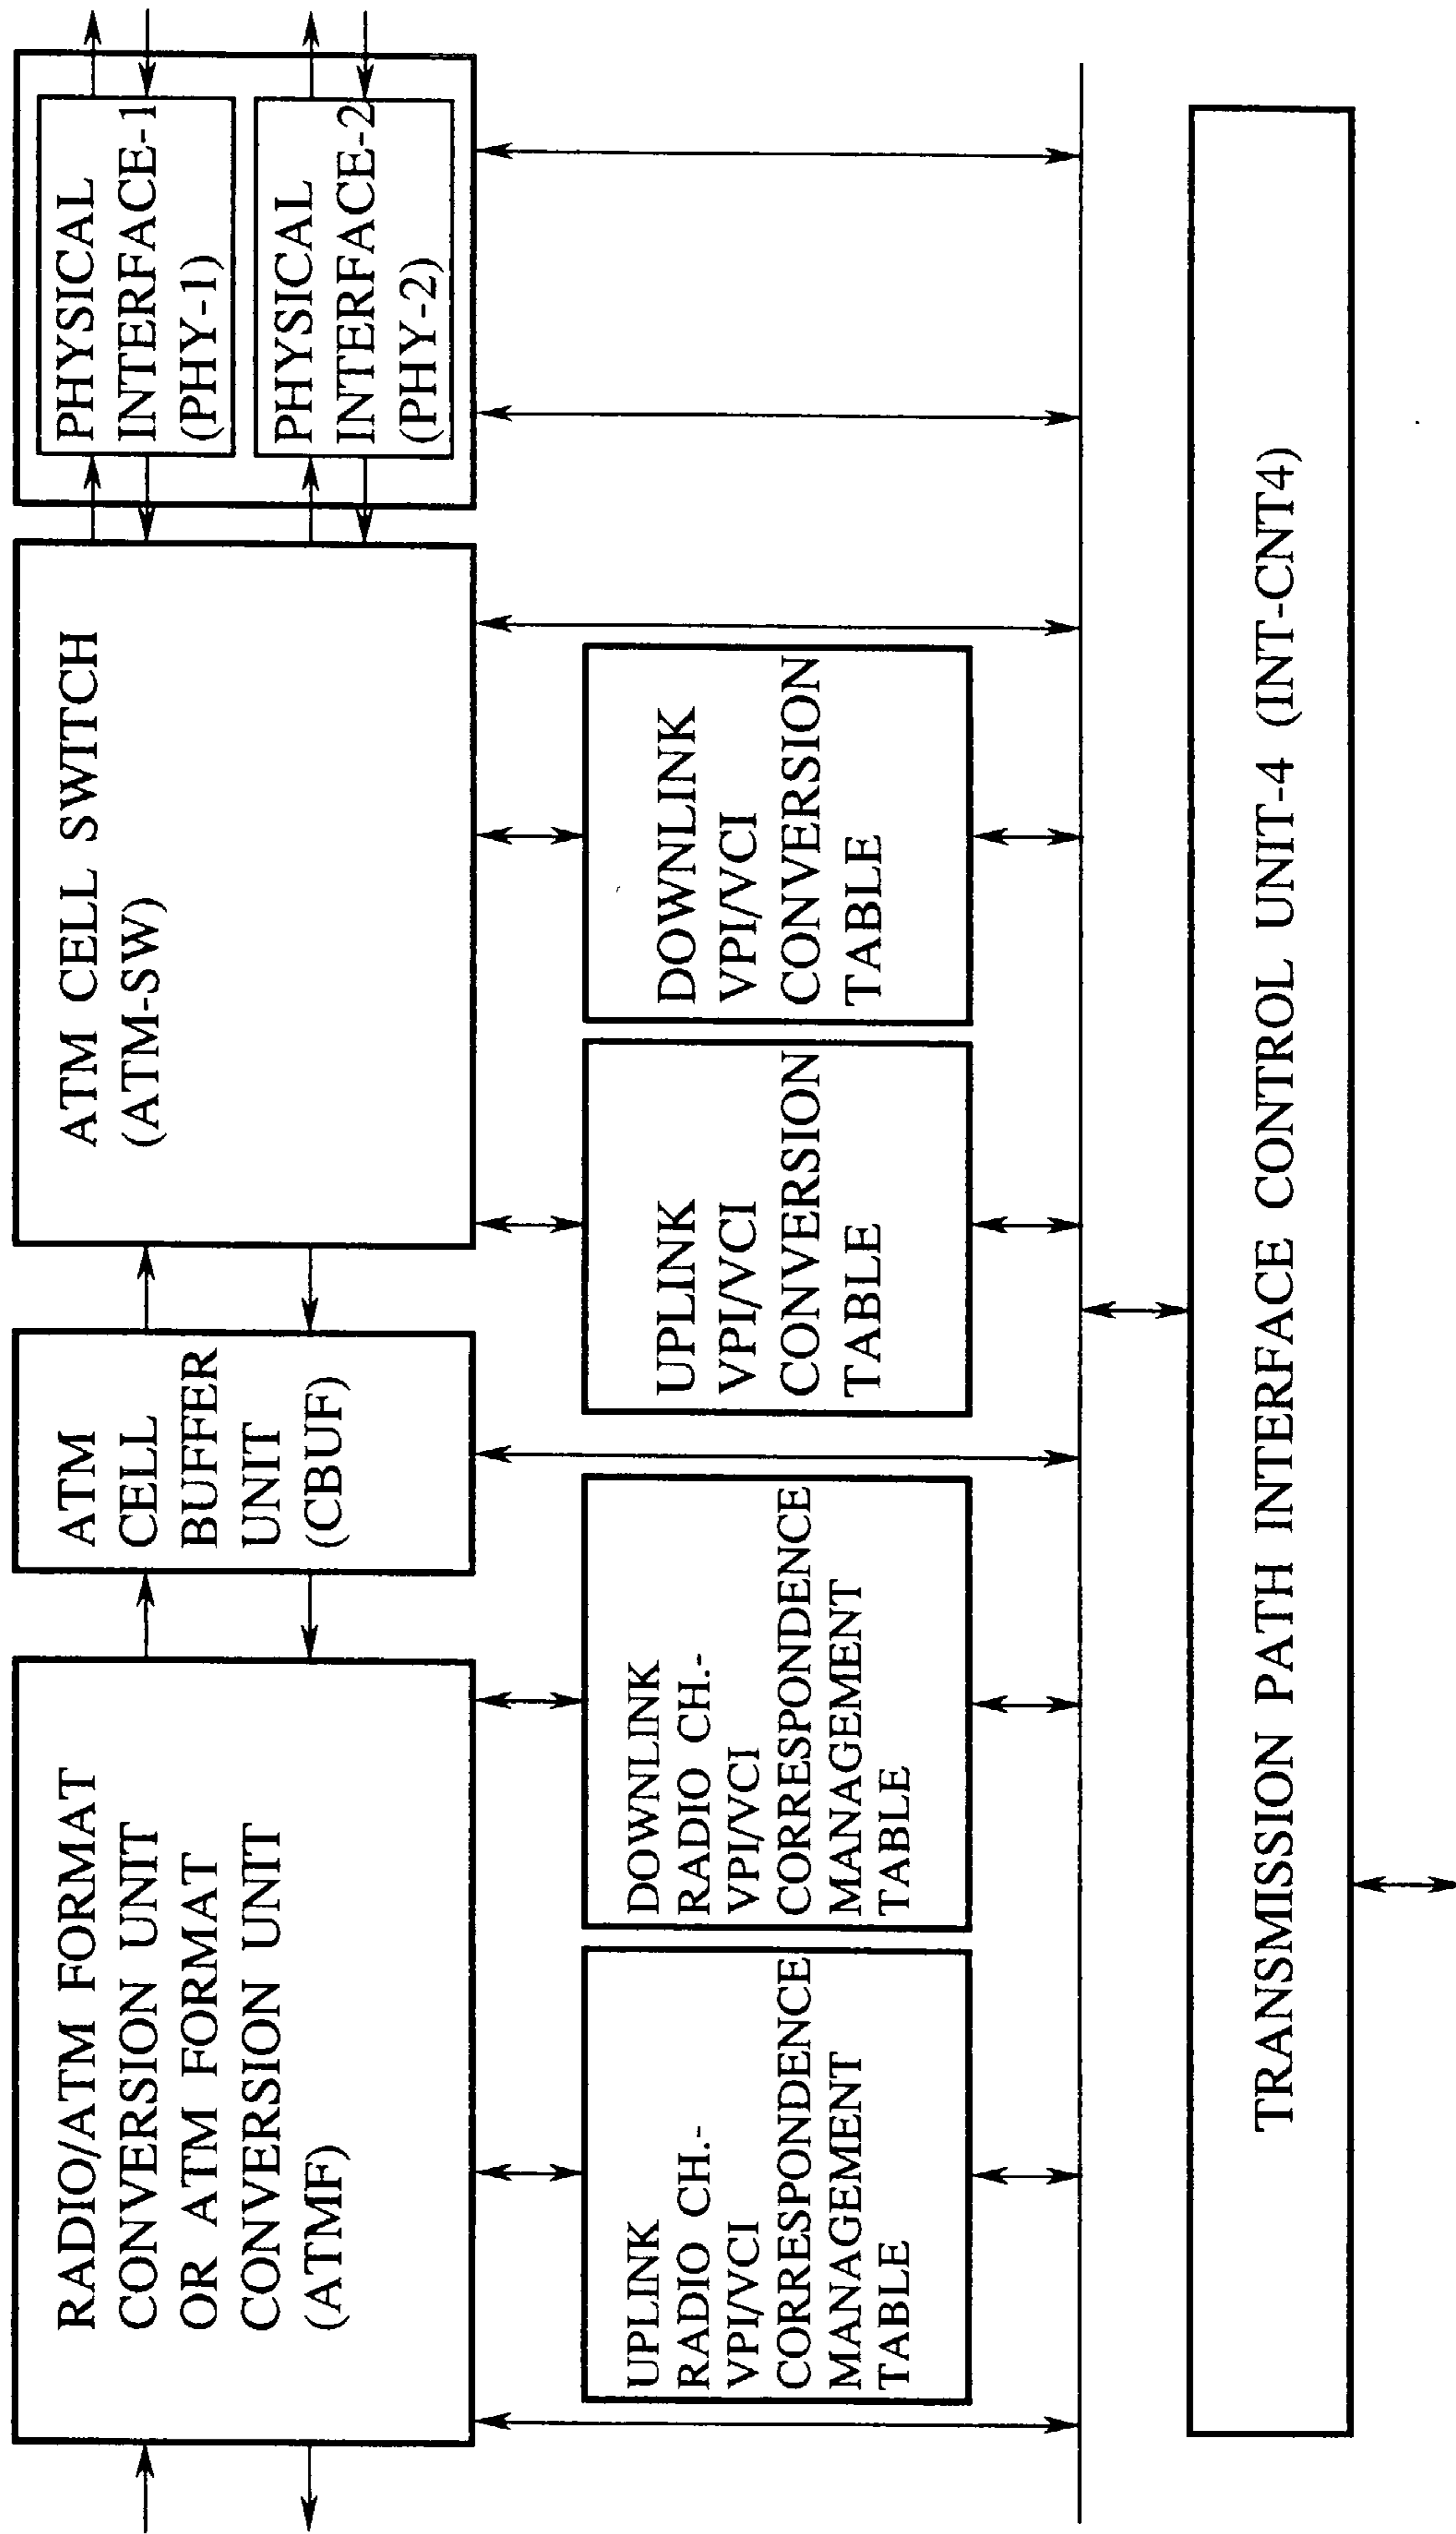 RADIO/ATM FORMAT
CONVERSION UNIT
OR ATM FORMAT
CONVERSION UNIT
(ATMF)
ATM
CELL
BUFFER
UNIT
(CBUF)
ATM CELL SWITCH
(ATM-SW)
PHYSICAL
INTERFACE-1
(PHY-1)
PHYSICAL
INTERFACE-2
(PHY-2)
UPLINK
RADIO CH.-
VPI/VCI
CORRESPONDENCE
MANAGEMENT
TABLE
DOWNLINK
RADIO CH.-
VPI/VCI
CORRESPONDENCE
MANAGEMENT
TABLE
UPLINK
VPI/VCI
CONVERSION
TABLE
DOWNLINK
VPI/VCI
CONVERSION
TABLE
TRANSMISSION PATH INTERFACE CONTROL UNIT-4 (INT-CNT4)